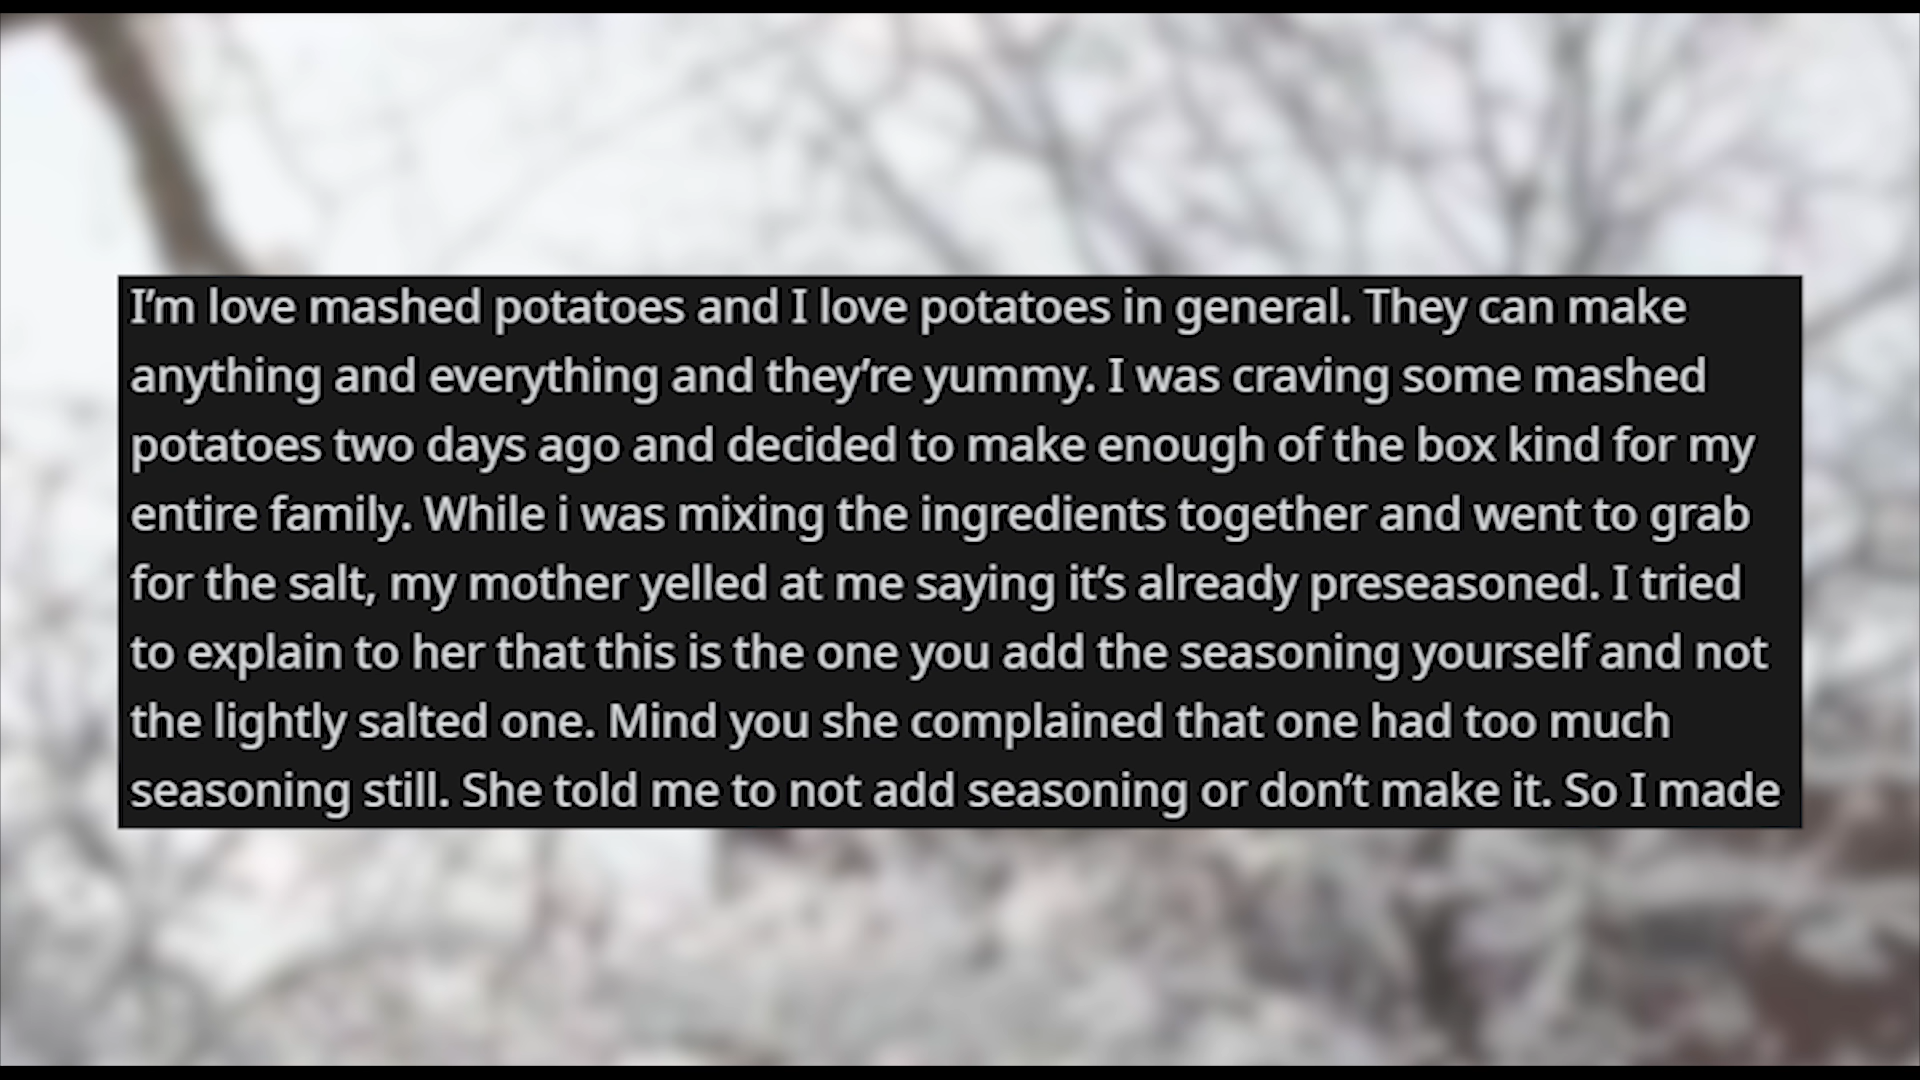 I’m love mashed potatoes and I love potatoes in general. They can make
anything and everything and they’re yummy. I was craving some mashed
potatoes two days ago and decided to make enough of the box kind for my
entire family. While i was mixing the ingredients together and went to grab
for the salt, my mother yelled at me saying it’s already preseasoned. I tried
to explain to her that this is the one you add the seasoning yourself and not
the lightly salted one. Mind you she complained that one had too much
seasoning still. She told me to not add seasoning or don’t make it. So I made